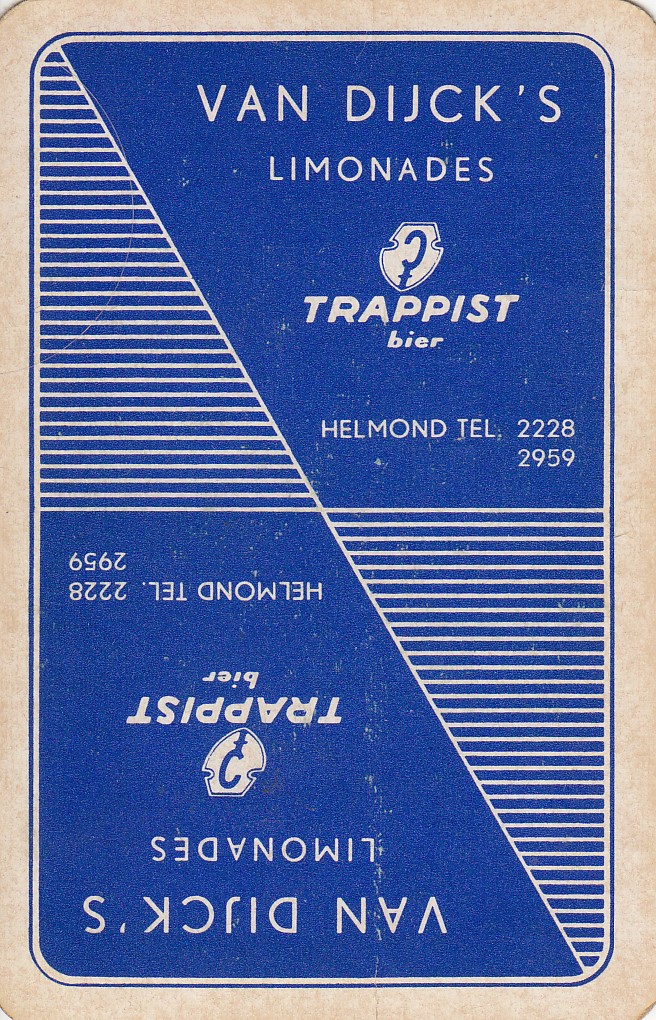 VAN DIJCK'S
LIMONADES
TRAPPIST
bier
HELMOND TEL. 2228
2959
VAN DIJCK'S
LIMONADES
TRAPPIST
bier
HELMOND TEL. 2228
2959